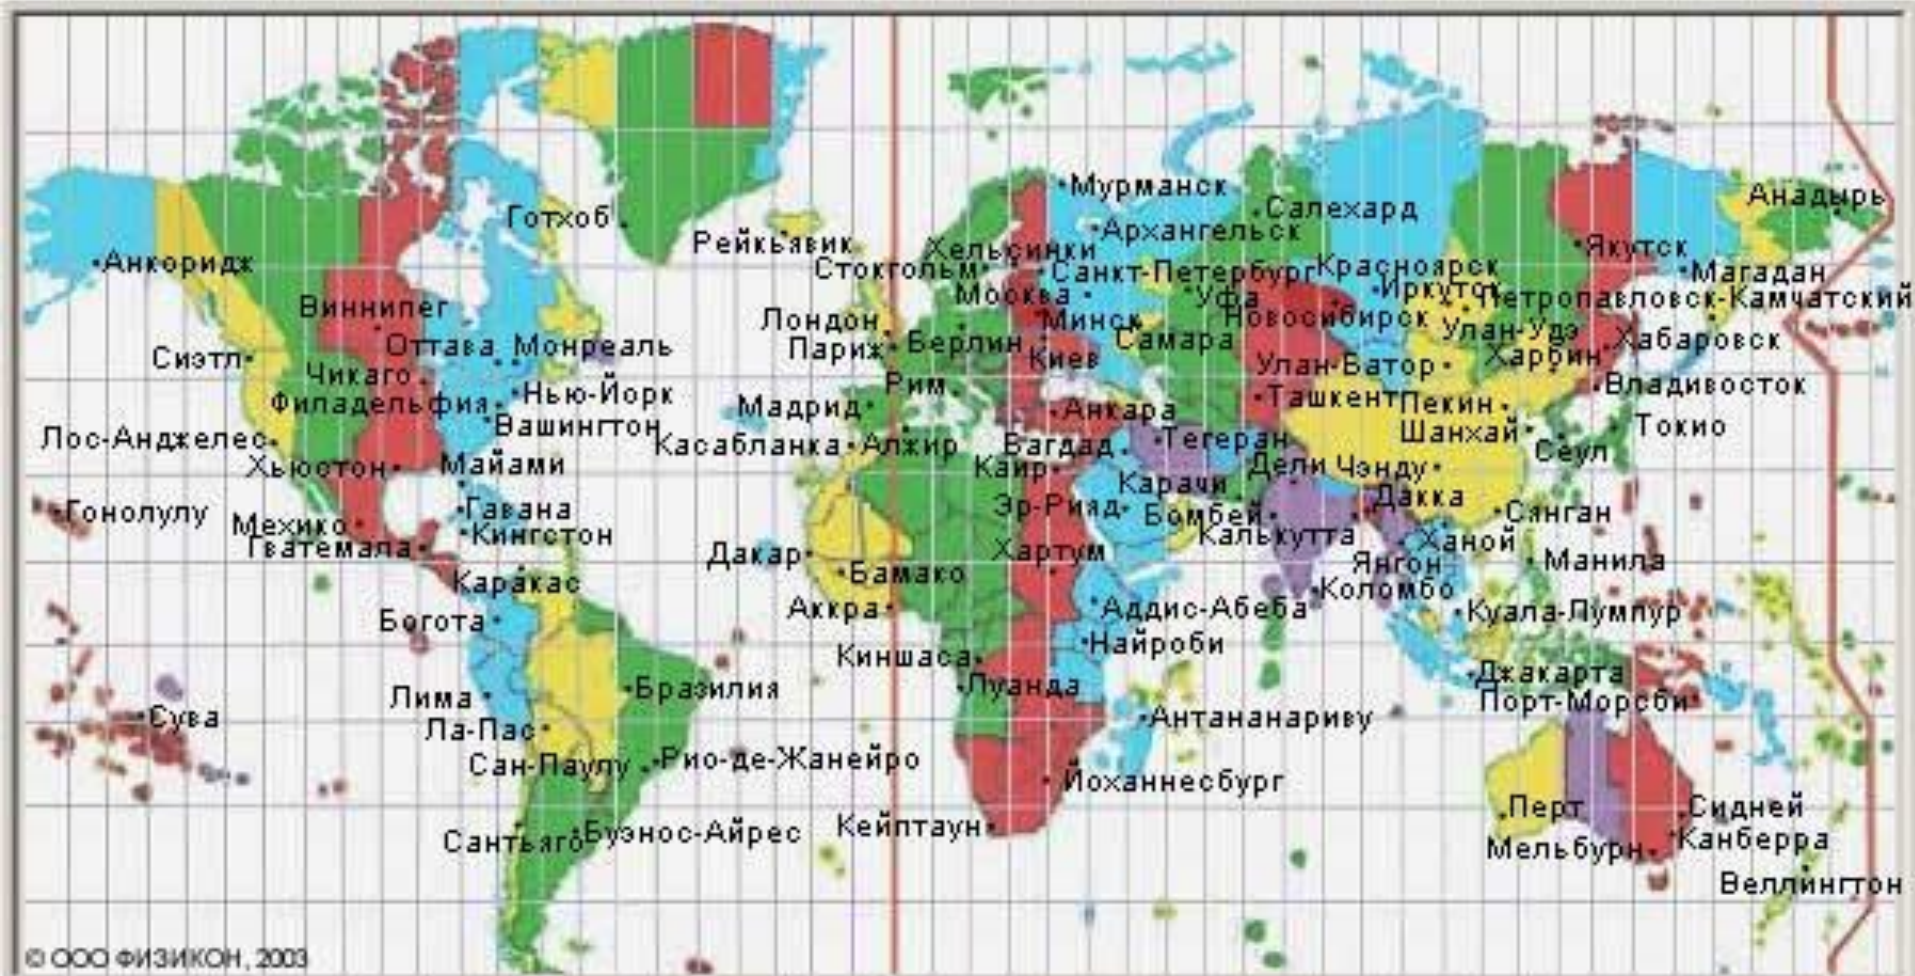 Мурманск
Анадырь
Готхоб
Салехард
Рейкьявик
Хельсинки
Архангельск
Якутск
Анкоридж
Стокгольм
Санкт-Петербург
Красноярск
Магадан
Москва
Уфа
Иркутск
Петропавловск-Камчатский
Виннипег
Лондон
Минск
Новосибирск
Улан-Удэ
Оттава
Монреаль
Париж
Берлин
Киев
Самара
Харбин
Хабаровск
Сиэтл
Чикаго
Рим
Улан-Батор
Владивосток
Филадельфия
Нью-Йорк
Мадрид
Анкара
Ташкент
Пекин
Токио
Вашингтон
Лос-Анджелес
Касабланка
Алжир
Багдад
Тегеран
Шанхай
Сеул
Хьюстон
Майами
Каир
Дели
Чэнду
Карачи
Дакка
Гонолулу
Гавана
Эр-Рияд
Бомбей
Сянган
Мехико
Кингстон
Калькутта
Ханой
Гватемала
Дакар
Хартум
Янгон
Манила
Каракас
Бамако
Коломбо
Богота
Аккра
Аддис-Абеба
Куала-Лумпур
Киншаса
Найроби
Лима
Бразилия
Луанда
Джакарта
Порт-Морсби
Сува
Ла-Пас
Антананариву
Сан-Паулу
Рио-де-Жанейро
Йоханнесбург
Сантьяго
Буэнос-Айрес
Кейптаун
Перт
Сидней
Мельбурн
Канберра
Веллингтон
© ООО ФИЗИКОН, 2003